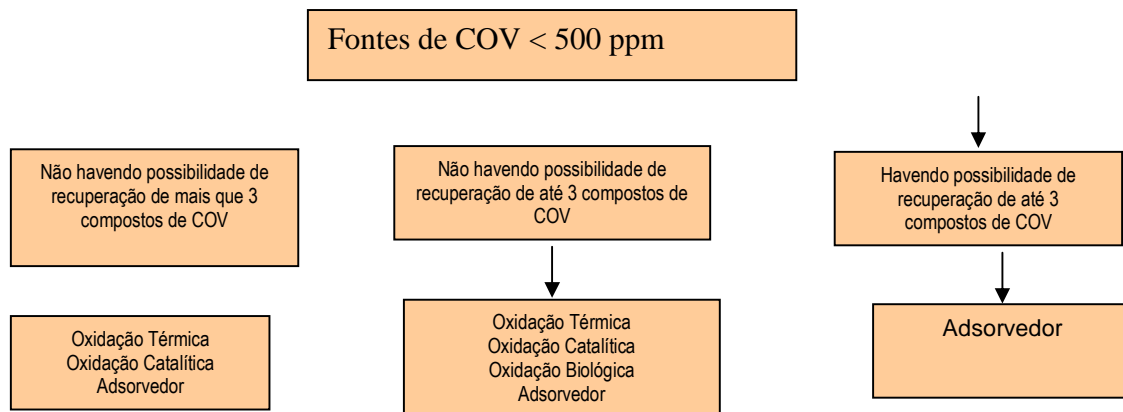 Fontes de COV < 500 ppm
Não havendo possibilidade de
recuperação de mais que 3
compostos de COV
Não havendo possibilidade de
recuperação de até 3 compostos de
COV
Havendo possibilidade de
recuperação de até 3
compostos de COV
Oxidação Térmica
Oxidação Catalítica
Adsorvedor
Oxidação Térmica
Oxidação Catalítica
Oxidação Biológica
Adsorvedor
Adsorvedor